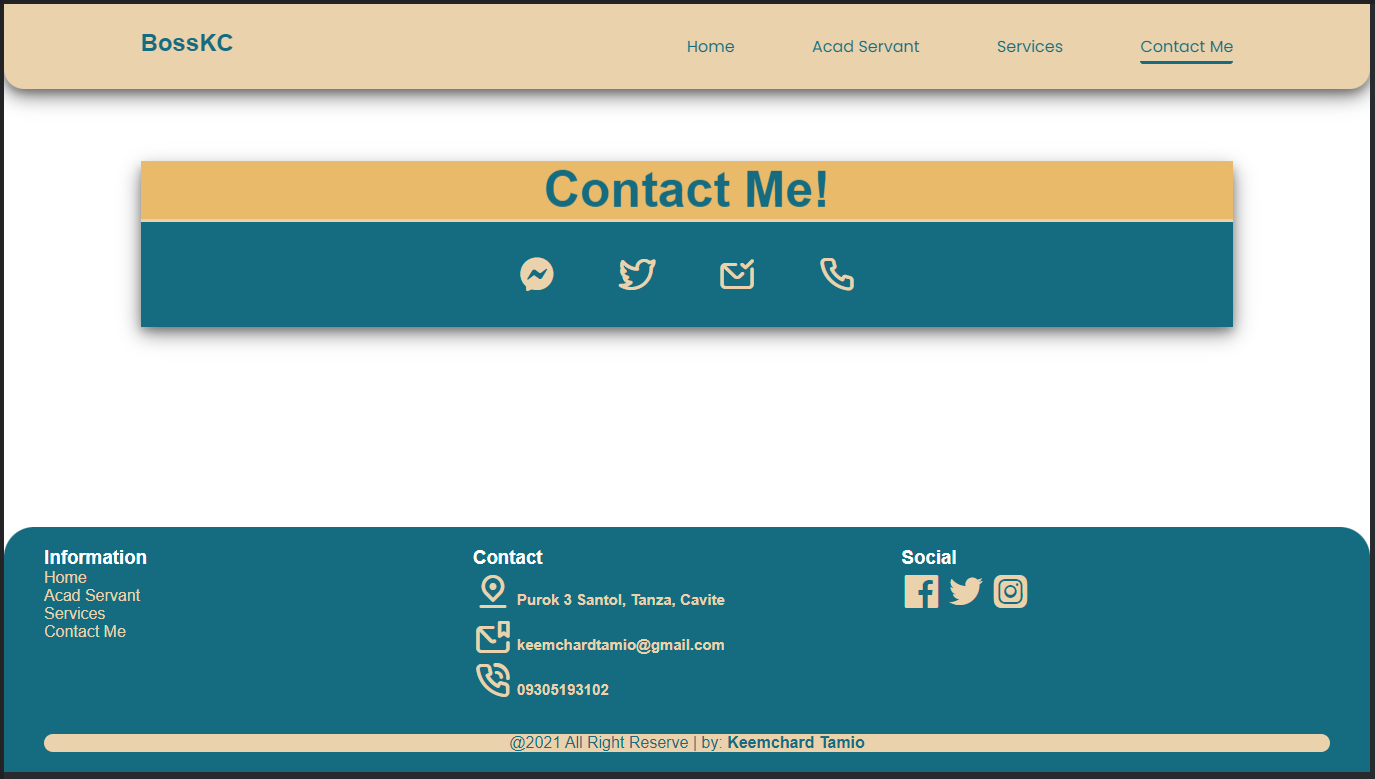 BossKC
Home Acad Servant Services Contact Me
Contact Me!
Information
Home
Acad Servant
Services
Contact Me
Contact
Purok 3 Santol, Tanza, Cavite
keemchardtamio@gmail.com
09305193102
Social
@2021 All Right Reserve | by: Keemchard Tamio